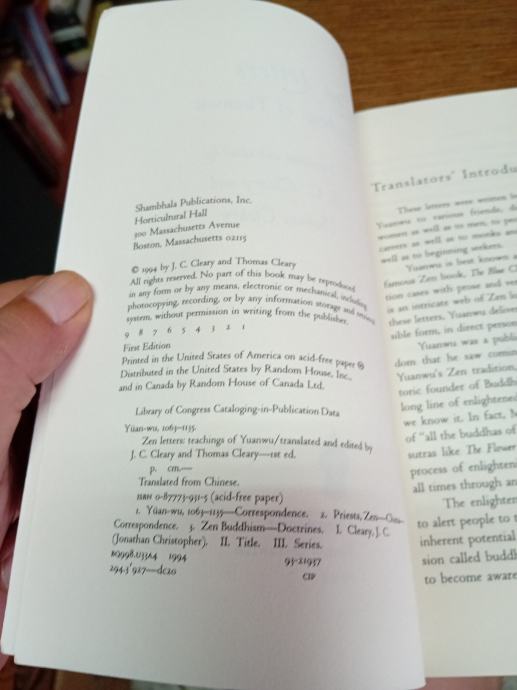 Shambhala Publications, Inc.
Horticultural Hall
300 Massachusetts Avenue
Boston, Massachusetts 02115
© 1994 by J. C. Cleary and Thomas Cleary
All rights reserved. No part of this book may be reproduced
in any form or by any means, electronic or mechanical, including
photocopying, recording, or by any information storage and retrieval
system, without permission in writing from the publisher.
9 8 7 6 5 4 3 2 1
First Edition
Printed in the United States of America on acid-free paper
Distributed in the United States by Random House, Inc.,
and in Canada by Random House of Canada Ltd.
Library of Congress Cataloging-in-Publication Data
Yüan-wu, 1063–1135.
Zen letters: teachings of Yuanwu/translated and edited by
J. C. Cleary and Thomas Cleary—1st ed.
p. cm.—
Translated from Chinese.
ISBN 0-87773-931-5 (acid-free paper)
1. Yüan-wu, 1063–1135—Correspondence. 2. Priests, Zen—China—
Correspondence. 3. Zen Buddhism—Doctrines. I. Cleary, J. C.
(Jonathan Christopher). II. Title. III. Series.
BQ998.U33A4 1994 93-21957
294.3'927—dc20 CIP
Translators' Introdu
These letters were written b
Yuanwu to various friends, di
women as well as to men, to pe
careers as well as to monks and
well as to beginning seekers.
Yuanwu is best known a
famous Zen book, The Blue C
tion cases with prose and ver
is an intricate web of Zen l
these letters, Yuanwu deliver
sible form, in direct person
Yuanwu was a publi
dom that he saw comin
Yuanwu's Zen tradition,
toric founder of Buddh
long line of enlightene
we know it. In fact,
of "all the buddhas of
sutras like The Flower
process of enlighten
all times through an
The enlighten
to alert people to t
inherent potential
sion called buddh
to become aware